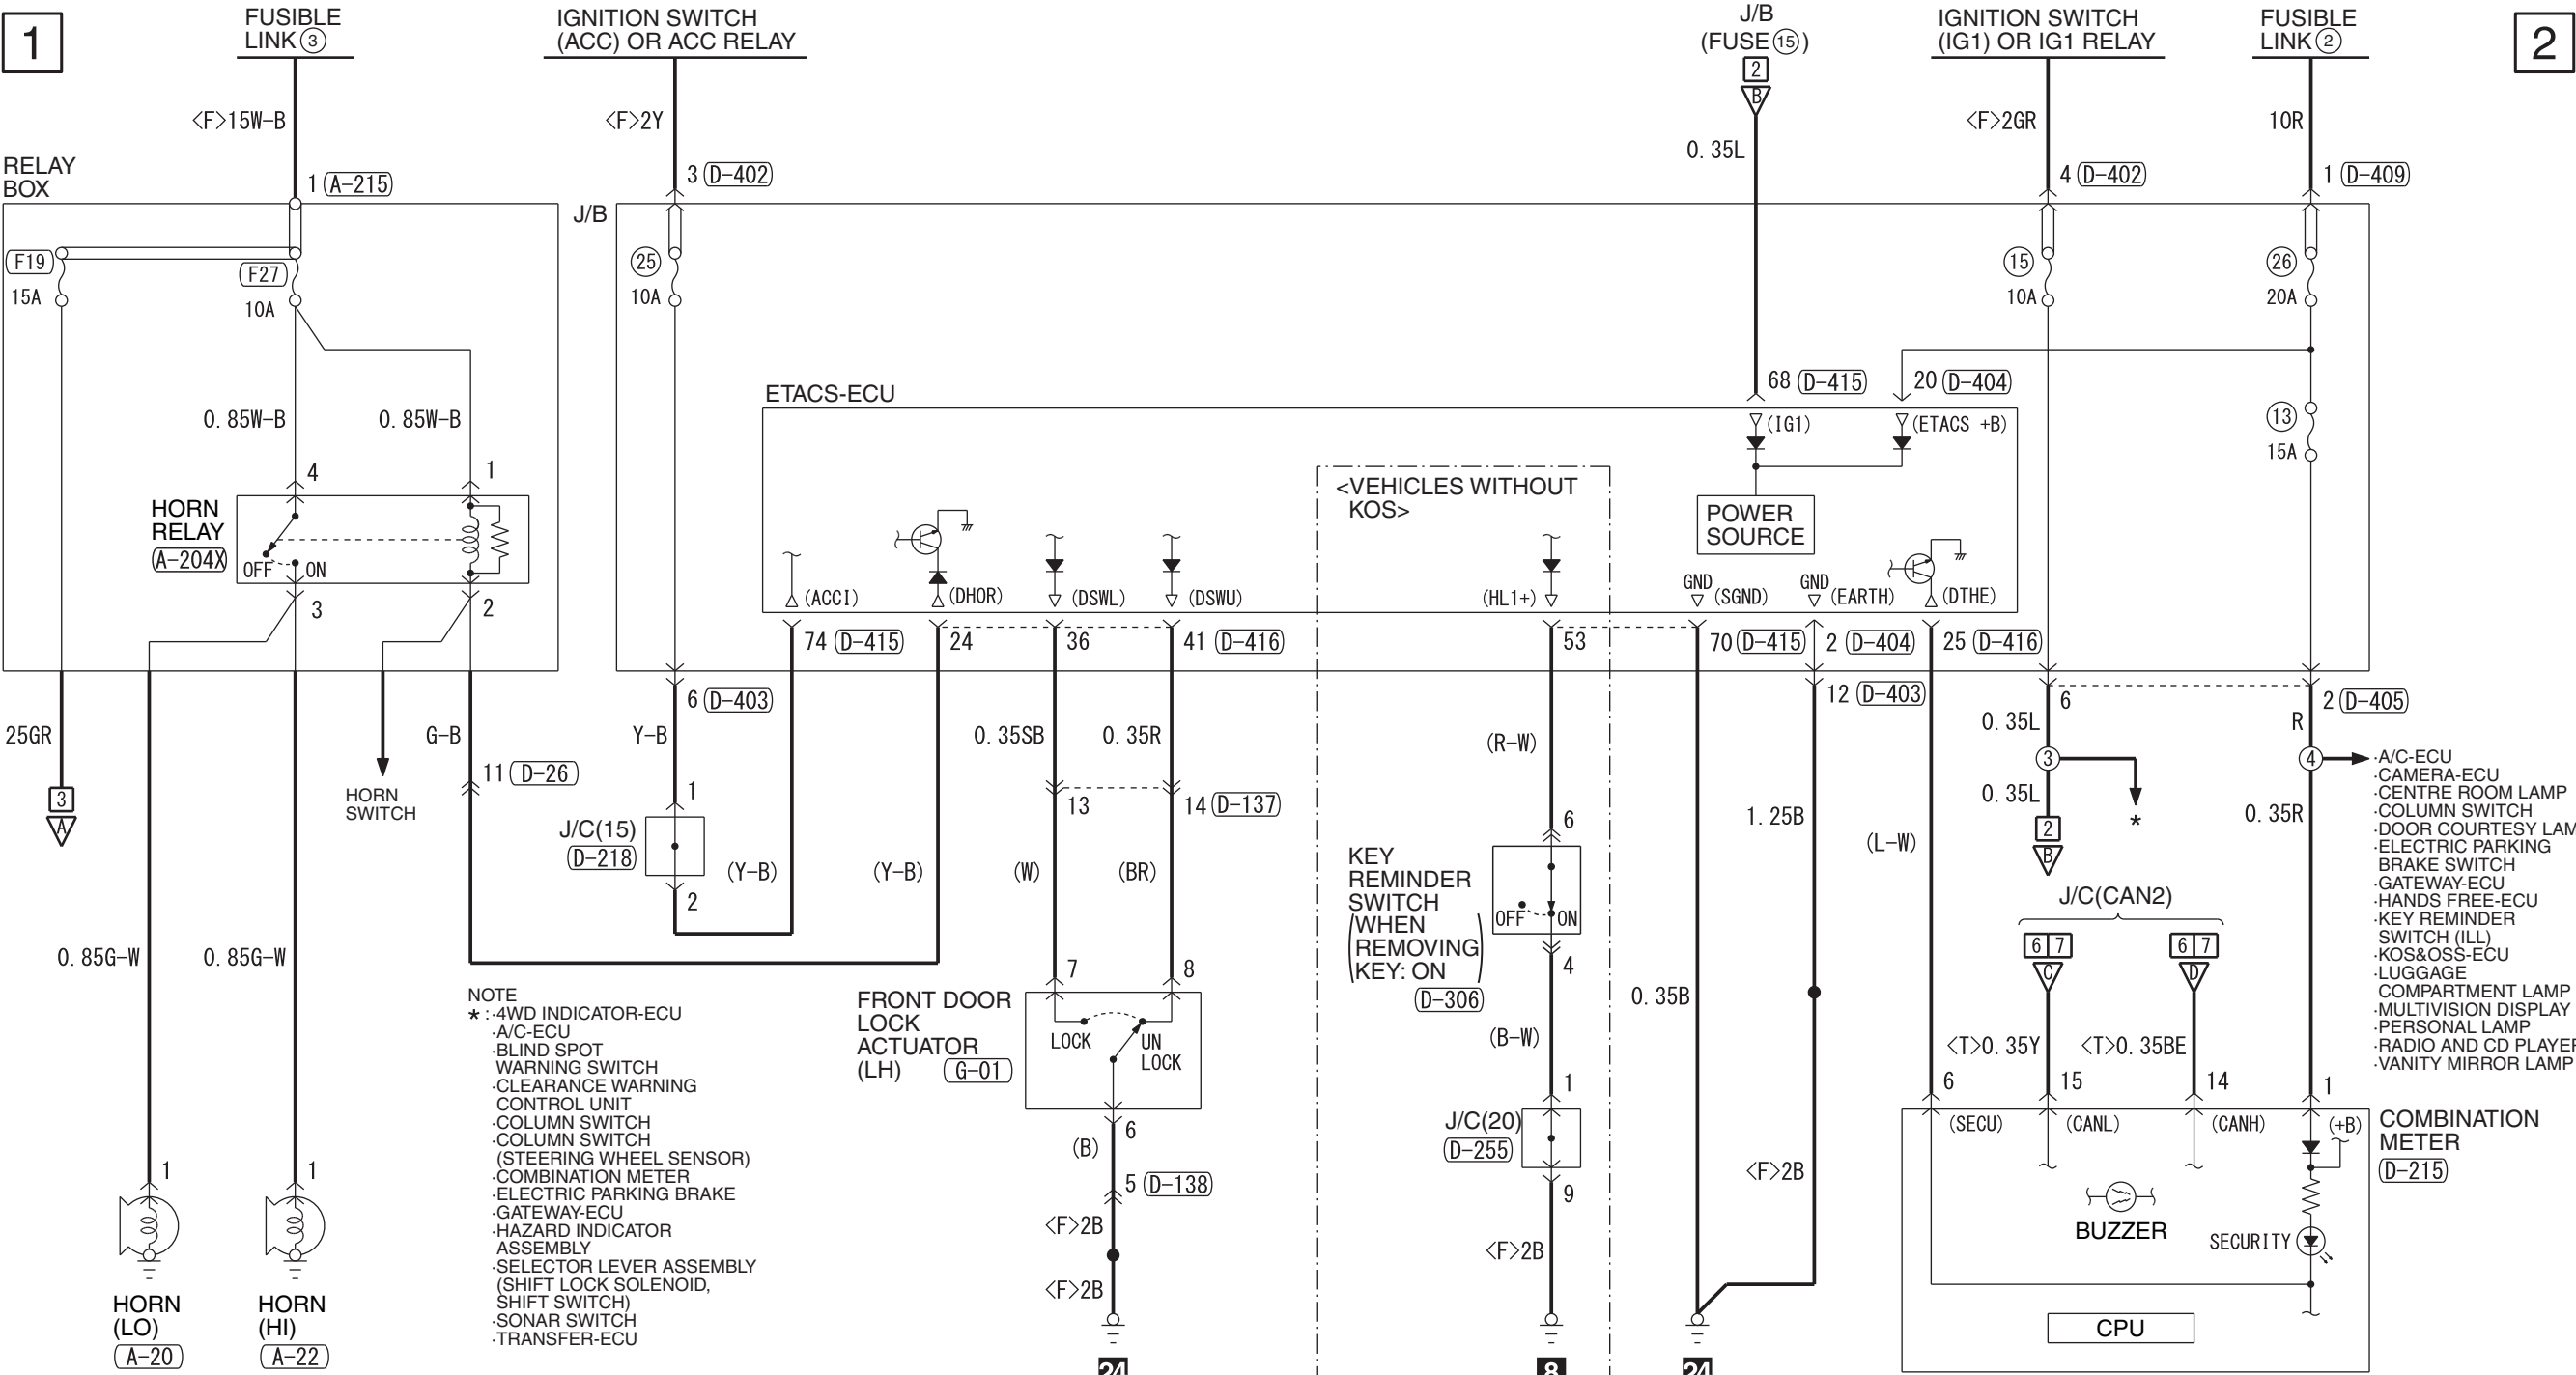 1
FUSIBLE
LINK 3
IGNITION SWITCH
(ACC) OR ACC RELAY
J/B
(FUSE 15)
2
B
IGNITION SWITCH
(IG1) OR IG1 RELAY
FUSIBLE
LINK 2
2
<F>15W-B
<F>2Y
0.35L
<F>2GR
10R
RELAY
BOX
1 A-215
J/B
3 D-402
4 D-402
1 D-409
F19
15A
F27
10A
25
10A
15
10A
26
20A
0.85W-B
0.85W-B
ETACS-ECU
68 D-415
20 D-404
13
15A
(IG1)
(ETACS +B)
4
1
HORN
RELAY
A-204X
OFF
ON
3
2
<VEHICLES WITHOUT
KOS>
POWER
SOURCE
(ACCI)
(DHOR)
(DSWL)
(DSWU)
(HL1+)
GND
(SGND)
GND
(EARTH)
(DTHE)
74 D-415
24
36
41 D-416
53
70 D-415
2 D-404
25 D-416
6 D-403
12 D-403
6
2 D-405
25GR
G-B
Y-B
0.35SB
0.35R
(R-W)
0.35L
R
3
A
HORN
SWITCH
11 D-26
1
J/C(15)
D-218
2
13
14 D-137
(Y-B)
(Y-B)
(W)
(BR)
6
KEY
REMINDER
SWITCH
(WHEN
REMOVING
KEY: ON)
D-306
OFF
ON
4
1.25B
(L-W)
3
0.35L
*
2
B
4
0.35R
·A/C-ECU
·CAMERA-ECU
·CENTRE ROOM LAMP
·COLUMN SWITCH
·DOOR COURTESY LAM
·ELECTRIC PARKING
BRAKE SWITCH
·GATEWAY-ECU
·HANDS FREE-ECU
·KEY REMINDER
SWITCH (ILL)
·KOS&OSS-ECU
·LUGGAGE
COMPARTMENT LAMP
·MULTIVISION DISPLAY
·PERSONAL LAMP
·RADIO AND CD PLAYER
·VANITY MIRROR LAMP
J/C(CAN2)
6 7
C
6 7
D
0.85G-W
0.85G-W
NOTE
* :·4WD INDICATOR-ECU
·A/C-ECU
·BLIND SPOT
WARNING SWITCH
·CLEARANCE WARNING
CONTROL UNIT
·COLUMN SWITCH
·COLUMN SWITCH
(STEERING WHEEL SENSOR)
·COMBINATION METER
·ELECTRIC PARKING BRAKE
·GATEWAY-ECU
·HAZARD INDICATOR
ASSEMBLY
·SELECTOR LEVER ASSEMBLY
(SHIFT LOCK SOLENOID,
SHIFT SWITCH)
·SONAR SWITCH
·TRANSFER-ECU
7
8
FRONT DOOR
LOCK
ACTUATOR
(LH)
G-01
LOCK
UN
LOCK
6
(B)
5 D-138
<F>2B
<F>2B
24
(B-W)
1
J/C(20)
D-255
9
<F>2B
8
0.35B
<F>2B
24
<T>0.35Y
<T>0.35BE
6
15
14
1
(SECU)
(CANL)
(CANH)
(+B)
COMBINATION
METER
D-215
BUZZER
SECURITY
CPU
1
1
HORN
(LO)
A-20
HORN
(HI)
A-22